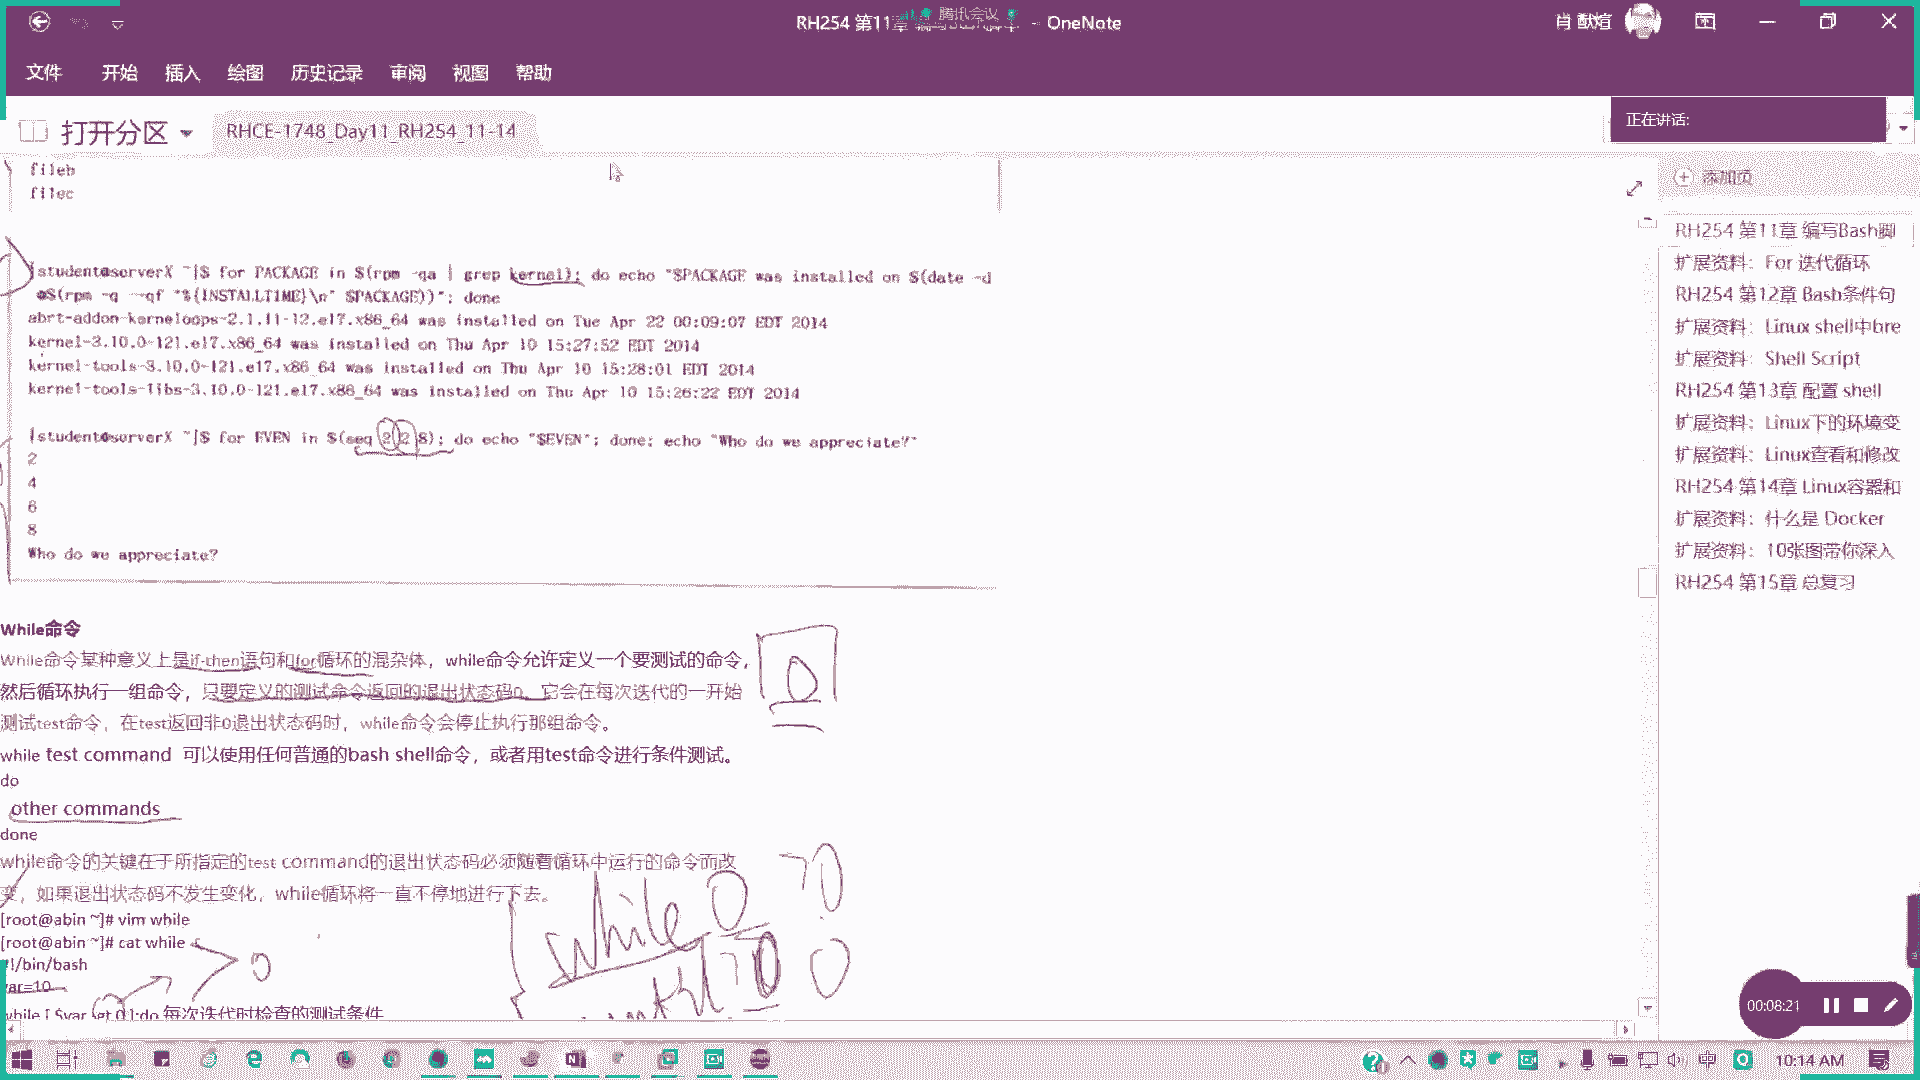 RH254 第11章 编写 - OneNote
腾讯会议
肖
文件 开始 插入 绘图 历史记录 审阅 视图 帮助
打开分区 RHCE-1748_Day11_RH254_11-14
正在讲话:
添加页
fileb
filec
[student@serverX ~]$ for PACKAGE in $(rpm -qa | grep kernel); do echo "$PACKAGE was installed on $(date -d
@$(rpm -q --qf "%{INSTALLTIME}\n" $PACKAGE))"; done
abrt-addon-kerneloops-2.1.11-12.el7.x86_64 was installed on Tue Apr 22 00:09:07 EDT 2014
kernel-3.10.0-121.el7.x86_64 was installed on Thu Apr 10 15:27:52 EDT 2014
kernel-tools-3.10.0-121.el7.x86_64 was installed on Thu Apr 10 15:28:01 EDT 2014
kernel-tools-libs-3.10.0-121.el7.x86_64 was installed on Thu Apr 10 15:26:22 EDT 2014
[student@serverX ~]$ for EVEN in $(seq 2 2 8); do echo "$EVEN"; done; echo "Who do we appreciate?"
2
4
6
8
Who do we appreciate?
While命令
While命令某种意义上是if-then语句和for循环的混杂体，while命令允许定义一个要测试的命令，
然后循环执行一组命令，只要定义的测试命令返回的退出状态码0。它会在每次迭代的一开始
测试test命令，在test返回非0退出状态码时，while命令会停止执行那组命令。
while test command 可以使用任何普通的bash shell命令，或者用test命令进行条件测试。
do
other commands
done
while命令的关键在于所指定的test command的退出状态码必须随着循环中运行的命令而改
变，如果退出状态码不发生变化，while循环将一直不停地进行下去。
[root@abin ~]# vim while
[root@abin ~]# cat while
#!/bin/bash
var=10
while [ $var -gt 0 ];do 每次迭代时检查的测试条件
0
0
while 0
70
0
RH254 第11章 编写Bash脚
扩展资料：For 迭代循环
RH254 第12章 Bash条件句
扩展资料：Linux shell中bre
扩展资料：Shell Script
RH254 第13章 配置 shell
扩展资料：Linux下的环境变
扩展资料：Linux查看和修改
RH254 第14章 Linux容器和
扩展资料：什么是 Docker
扩展资料：10张图带你深入
RH254 第15章 总复习
00:08:21
中
10:14 AM